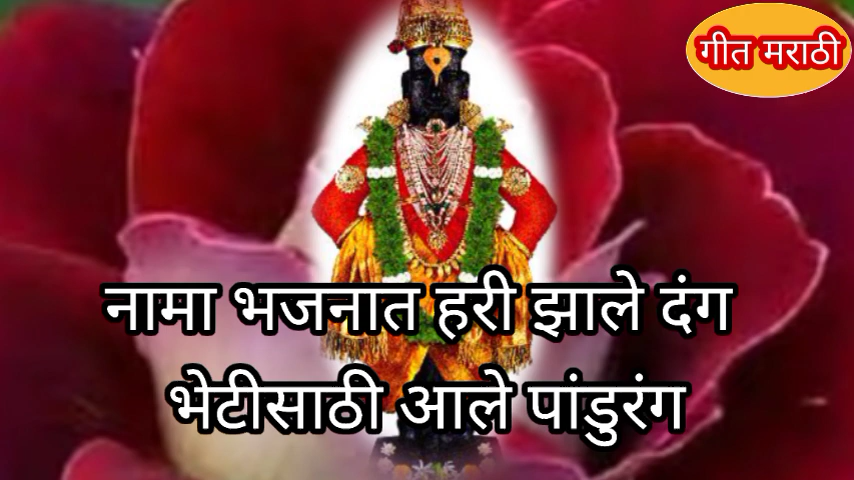 गीत मराठी
नामा भजनात हरी झाले दंग
भेटीसाठी आले पांडुरंग